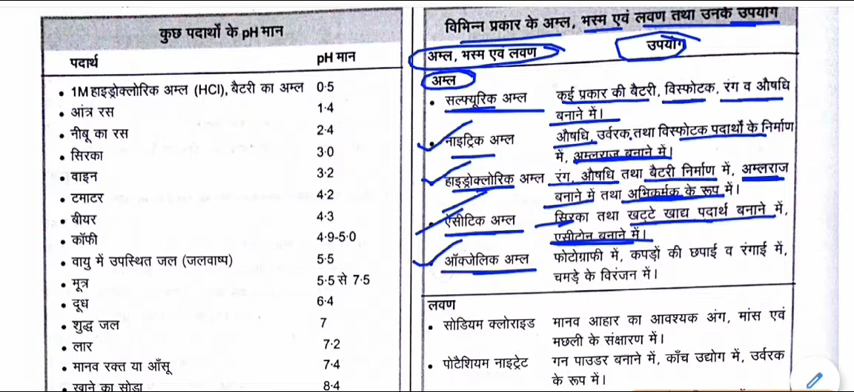 कुछ पदार्थों के pH मान
पदार्थ pH मान
• 1M हाइड्रोक्लोरिक अम्ल (HCl), बैटरी का अम्ल 0·5
• आंत्र रस 1·4
• नीबू का रस 2·4
• सिरका 3·0
• वाइन 3·2
• टमाटर 4·2
• बीयर 4·3
• कॉफी 4·9-5·0
• वायु में उपस्थित जल (जलवाष्प) 5·5
• मूत्र 5·5 से 7·5
• दूध 6·4
• शुद्ध जल 7
• लार 7·2
• मानव रक्त या आँसू 7·4
• खाने का सोडा 8·4
विभिन्न प्रकार के अम्ल, भस्म एवं लवण तथा उनके उपयोग
अम्ल, भस्म एवं लवण उपयोग
अम्ल
• सल्फ्यूरिक अम्ल कई प्रकार की बैटरी, विस्फोटक, रंग व औषधि
बनाने में।
• नाइट्रिक अम्ल औषधि, उर्वरक तथा विस्फोटक पदार्थों के निर्माण
में, अम्लराज बनाने में।
• हाइड्रोक्लोरिक अम्ल रंग, औषधि तथा बैटरी निर्माण में, अम्लराज
बनाने में तथा अभिकर्मक के रूप में।
• ऐसीटिक अम्ल सिरका तथा खट्टे खाद्य पदार्थ बनाने में,
एसीटोन बनाने में।
• ऑक्जेलिक अम्ल फोटोग्राफी में, कपड़ों की छपाई व रंगाई में,
चमड़े के विरंजन में।
लवण
• सोडियम क्लोराइड मानव आहार का आवश्यक अंग, मांस एवं
मछली के संक्षारण में।
• पोटैशियम नाइट्रेट गन पाउडर बनाने में, काँच उद्योग में, उर्वरक
के रूप में।